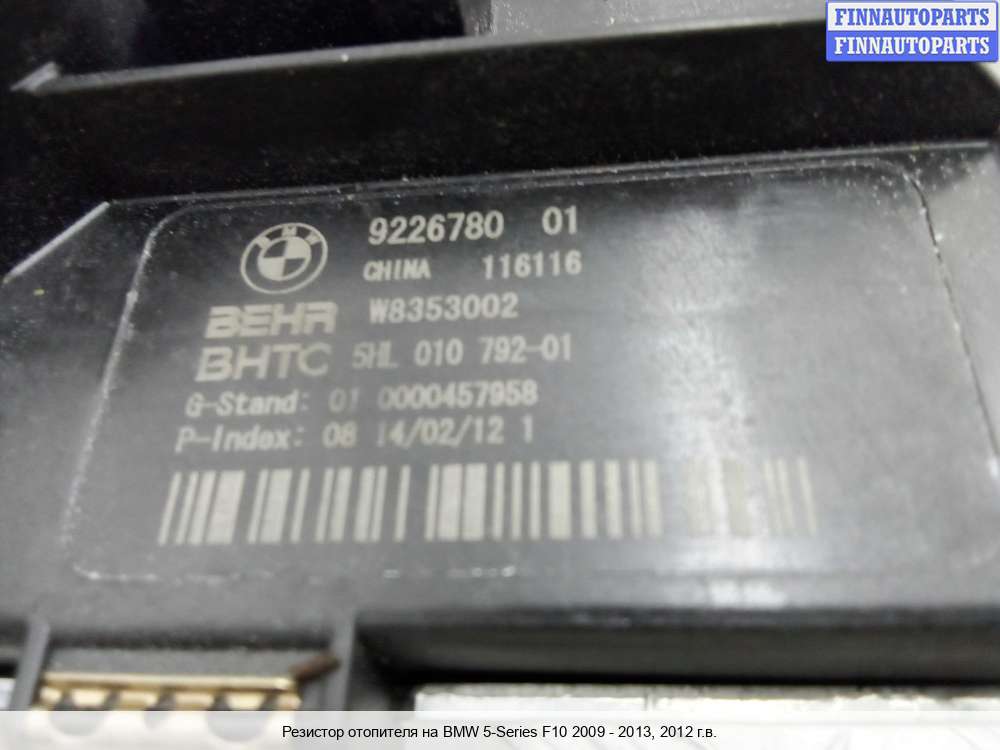 FINNAUTOPARTS
FINNAUTOPARTS
BMW
9226780 01
CHINA 116116
BEHR W8353002
BHTC 5HL 010 792-01
G-Stand: 01 0000457958
P-Index: 08 14/02/12 1
Резистор отопителя на BMW 5-Series F10 2009 - 2013, 2012 г.в.